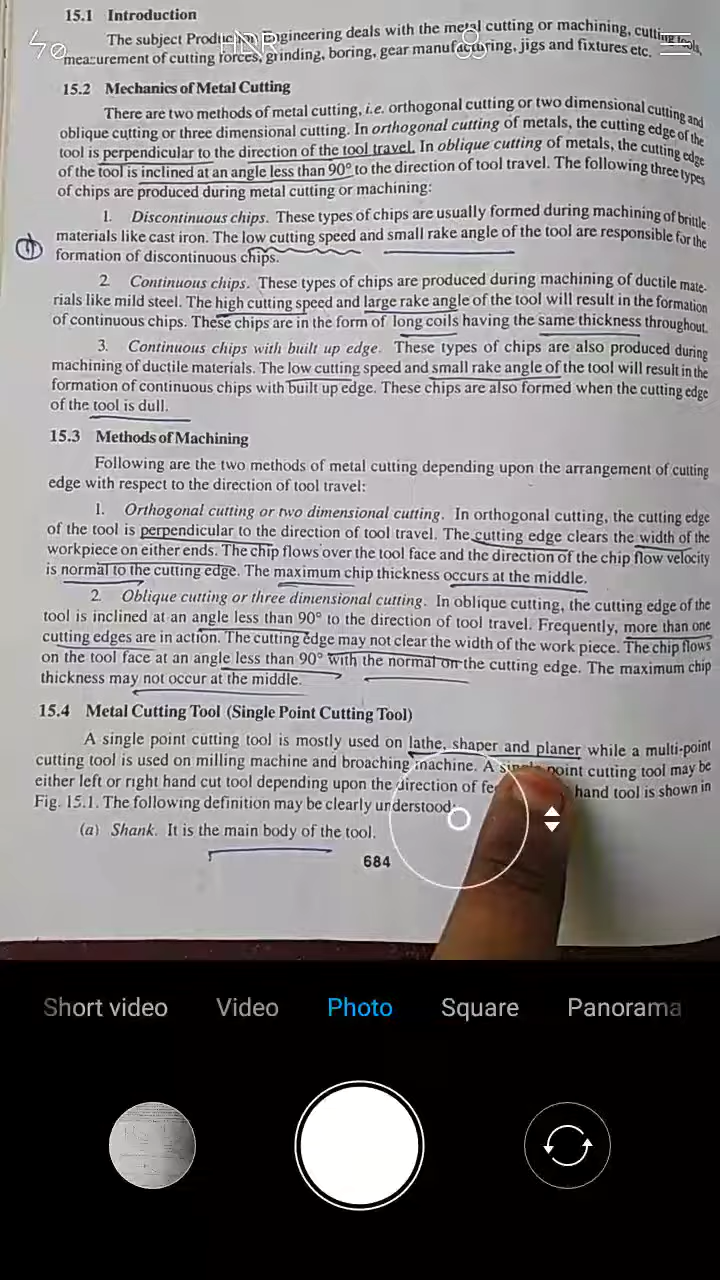 15.1 Introduction
The subject Production Engineering deals with the metal cutting or machining, cutting tools,
measurement of cutting forces, grinding, boring, gear manufacturing, jigs and fixtures etc.
HDR
15.2 Mechanics of Metal Cutting
There are two methods of metal cutting, i.e. orthogonal cutting or two dimensional cutting and
oblique cutting or three dimensional cutting. In orthogonal cutting of metals, the cutting edge of the
tool is perpendicular to the direction of the tool travel. In oblique cutting of metals, the cutting edge
of the tool is inclined at an angle less than 90° to the direction of tool travel. The following three types
of chips are produced during metal cutting or machining:
1. Discontinuous chips. These types of chips are usually formed during machining of brittle
materials like cast iron. The low cutting speed and small rake angle of the tool are responsible for the
formation of discontinuous chips.
2. Continuous chips. These types of chips are produced during machining of ductile mate-
rials like mild steel. The high cutting speed and large rake angle of the tool will result in the formation
of continuous chips. These chips are in the form of long coils having the same thickness throughout.
3. Continuous chips with built up edge. These types of chips are also produced during
machining of ductile materials. The low cutting speed and small rake angle of the tool will result in the
formation of continuous chips with built up edge. These chips are also formed when the cutting edge
of the tool is dull.
15.3 Methods of Machining
Following are the two methods of metal cutting depending upon the arrangement of cutting
edge with respect to the direction of tool travel:
1. Orthogonal cutting or two dimensional cutting. In orthogonal cutting, the cutting edge
of the tool is perpendicular to the direction of tool travel. The cutting edge clears the width of the
workpiece on either ends. The chip flows over the tool face and the direction of the chip flow velocity
is normal to the cutting edge. The maximum chip thickness occurs at the middle.
2. Oblique cutting or three dimensional cutting. In oblique cutting, the cutting edge of the
tool is inclined at an angle less than 90° to the direction of tool travel. Frequently, more than one
cutting edges are in action. The cutting edge may not clear the width of the work piece. The chip flows
on the tool face at an angle less than 90° with the normal on the cutting edge. The maximum chip
thickness may not occur at the middle.
15.4 Metal Cutting Tool (Single Point Cutting Tool)
A single point cutting tool is mostly used on lathe, shaper and planer while a multi-point
cutting tool is used on milling machine and broaching machine. A single point cutting tool may be
either left or right hand cut tool depending upon the direction of fe hand tool is shown in
Fig. 15.1. The following definition may be clearly understood:
(a) Shank. It is the main body of the tool.
684
Short video Video Photo Square Panorama